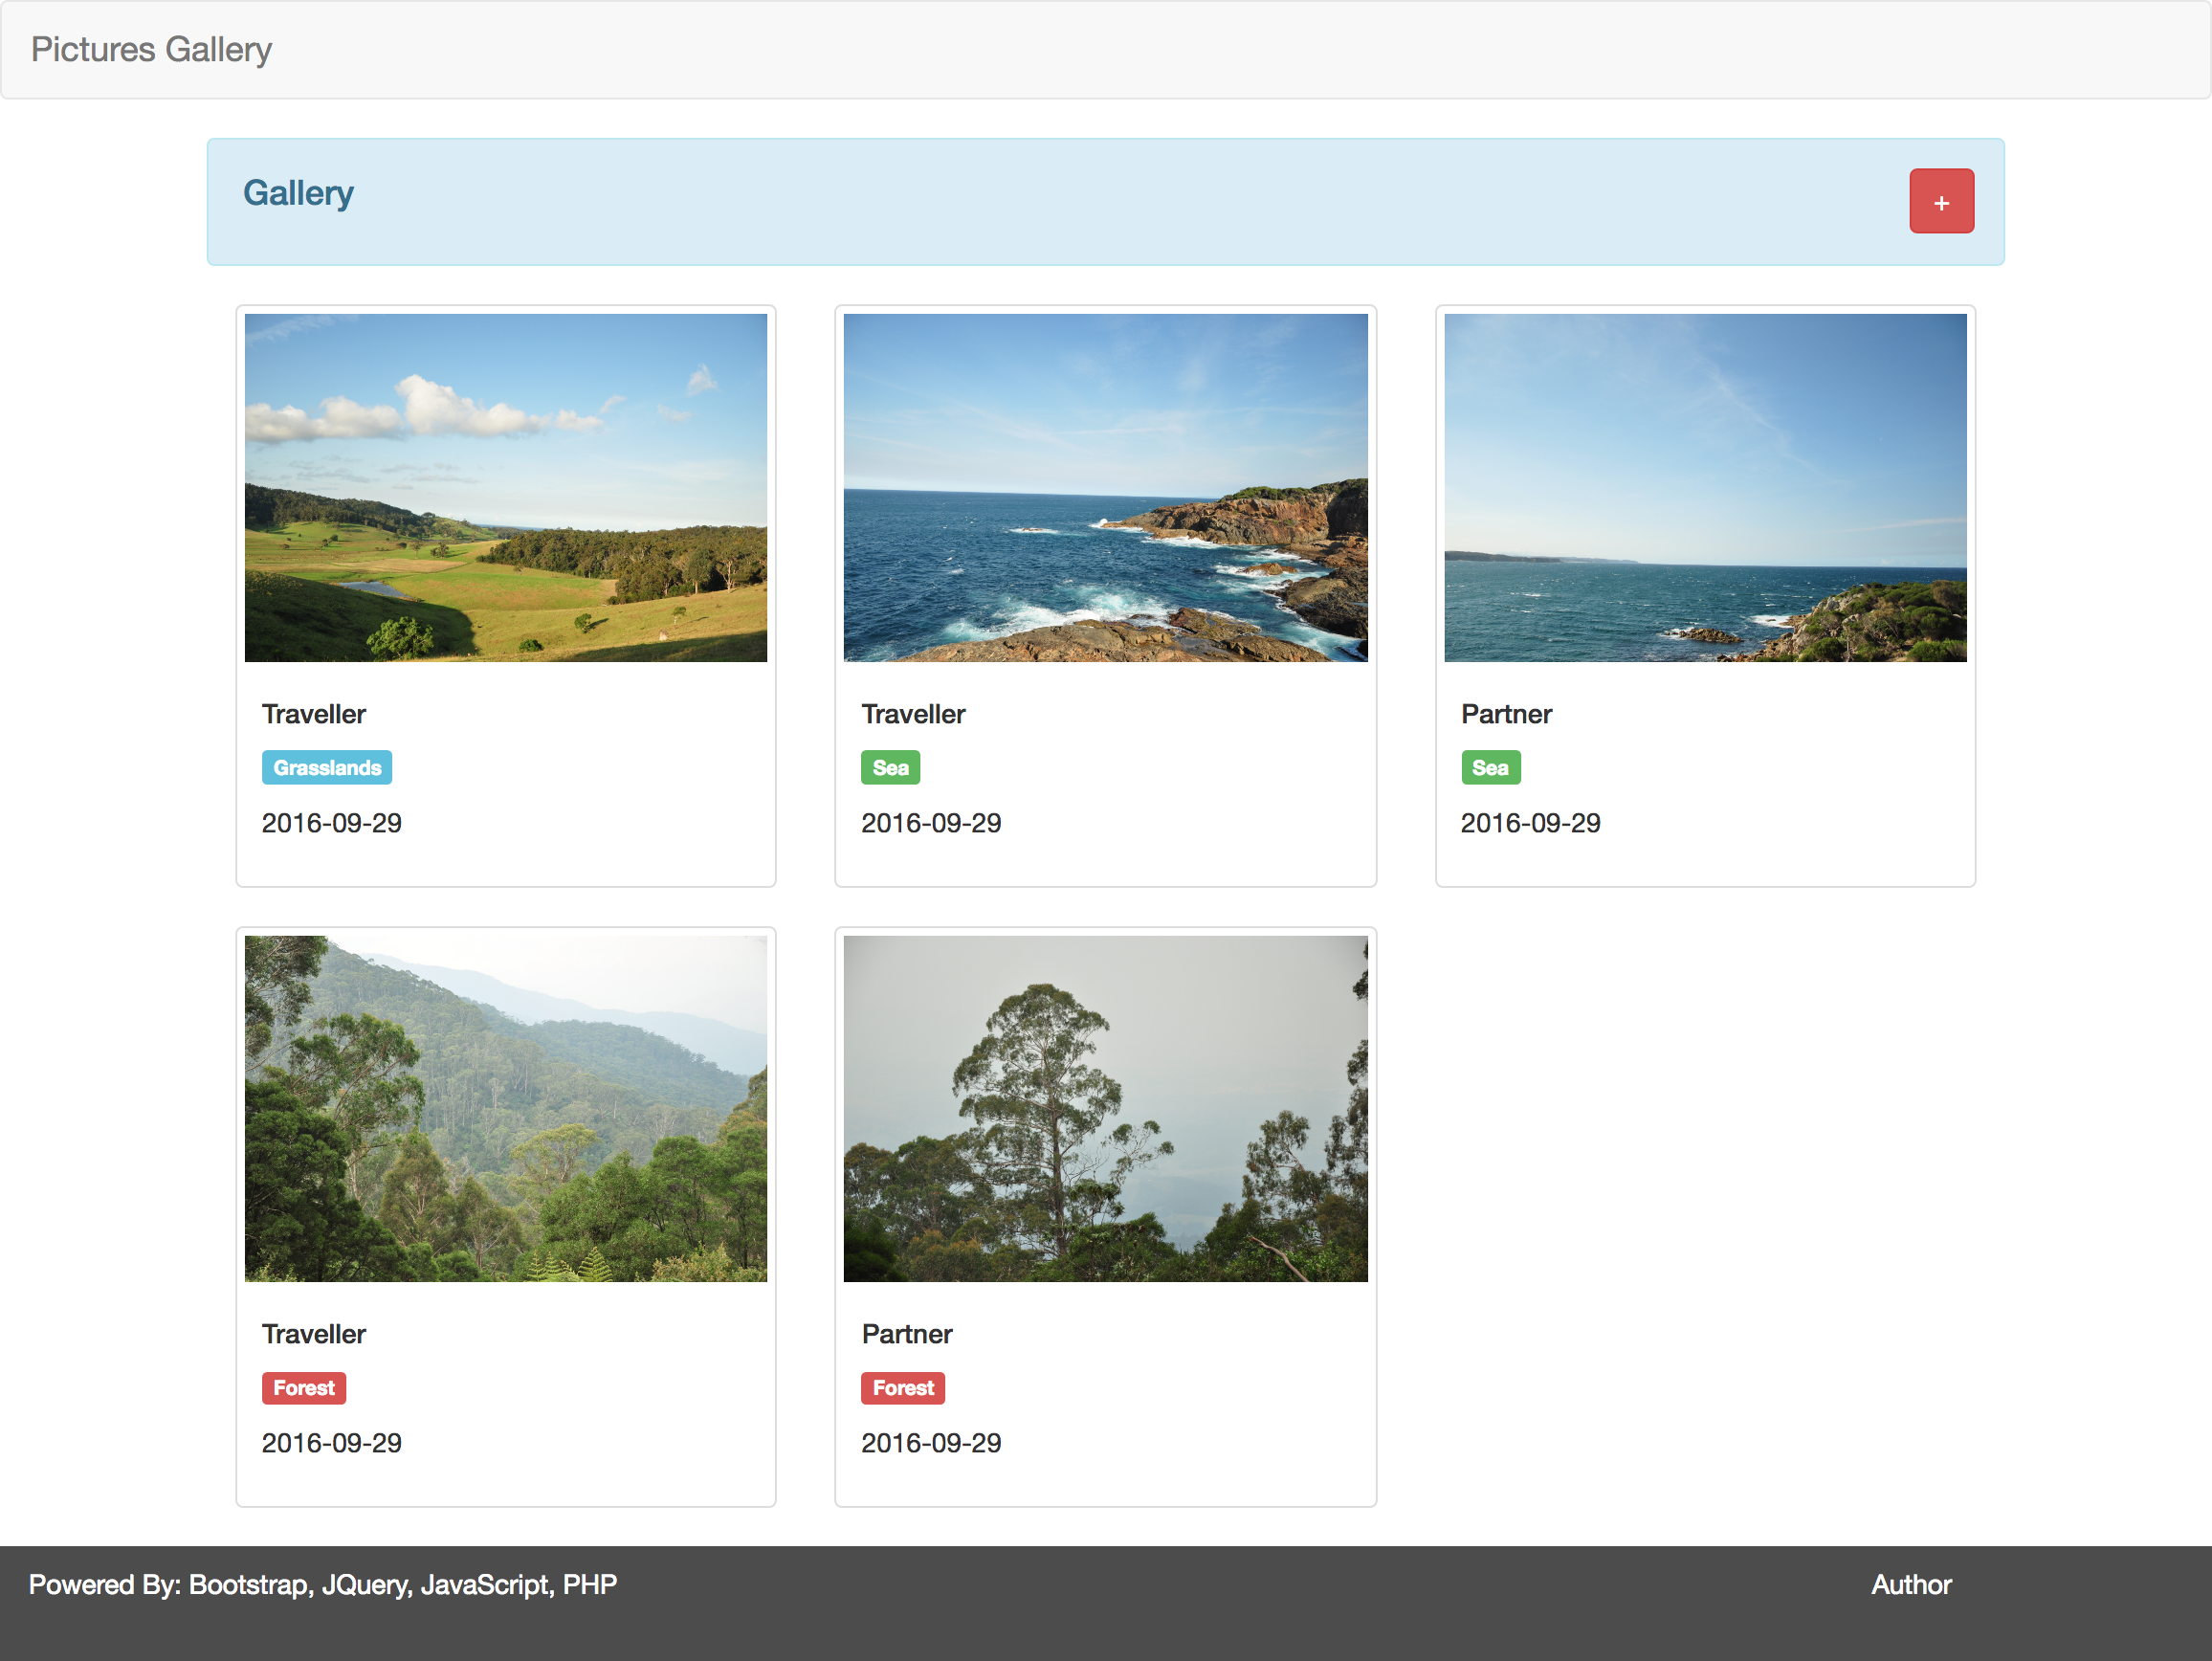 Pictures Gallery
Gallery
+
Traveller
Grasslands
2016-09-29
Traveller
Sea
2016-09-29
Partner
Sea
2016-09-29
Traveller
Forest
2016-09-29
Partner
Forest
2016-09-29
Powered By: Bootstrap, JQuery, JavaScript, PHP
Author